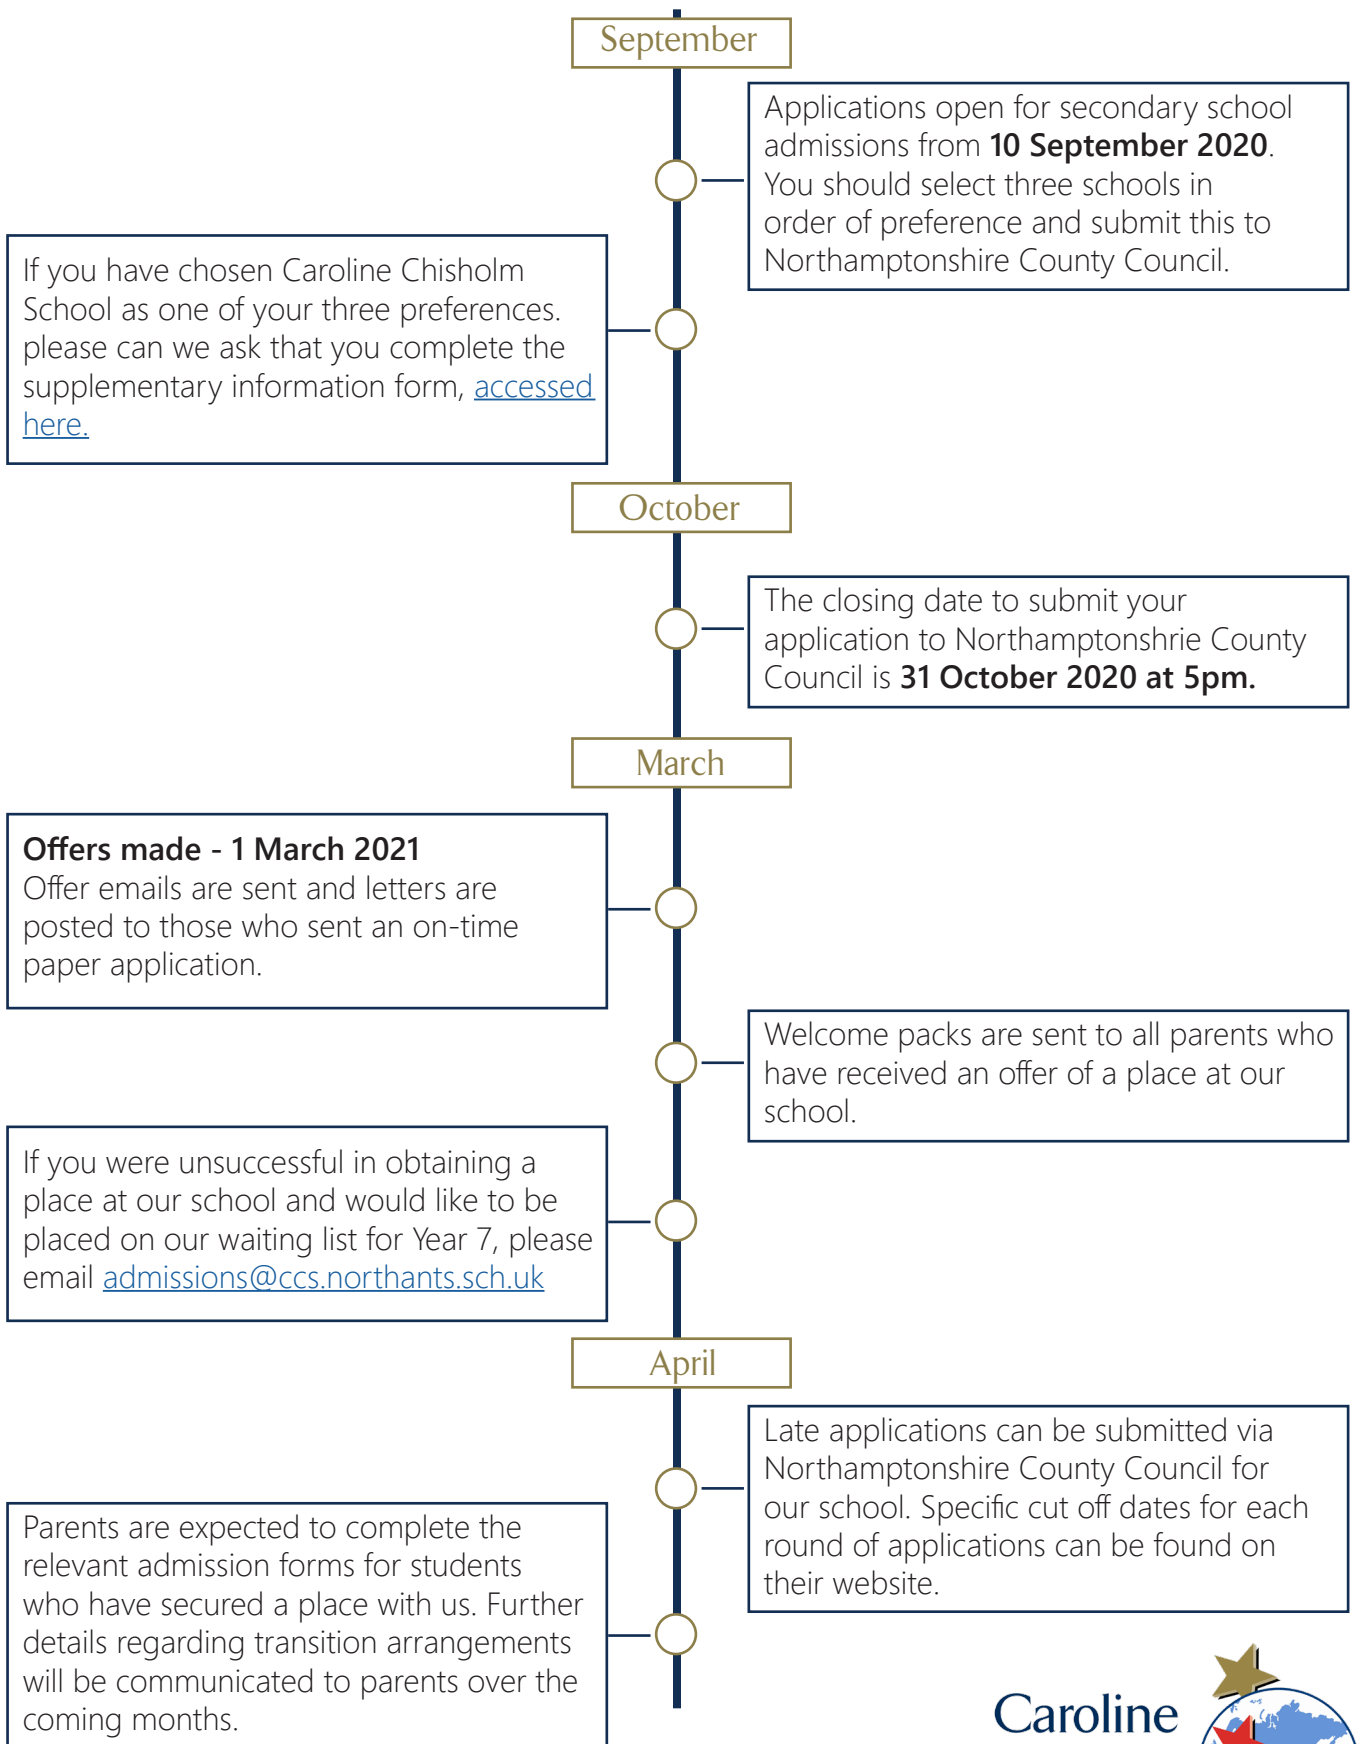 September
Applications open for secondary school
admissions from 10 September 2020.
You should select three schools in
order of preference and submit this to
Northamptonshire County Council.
If you have chosen Caroline Chisholm
School as one of your three preferences.
please can we ask that you complete the
supplementary information form, accessed
here.
October
The closing date to submit your
application to Northamptonshrie County
Council is 31 October 2020 at 5pm.
March
Offers made - 1 March 2021
Offer emails are sent and letters are
posted to those who sent an on-time
paper application.
Welcome packs are sent to all parents who
have received an offer of a place at our
school.
If you were unsuccessful in obtaining a
place at our school and would like to be
placed on our waiting list for Year 7, please
email admissions@ccs.northants.sch.uk
April
Late applications can be submitted via
Northamptonshire County Council for
our school. Specific cut off dates for each
round of applications can be found on
their website.
Parents are expected to complete the
relevant admission forms for students
who have secured a place with us. Further
details regarding transition arrangements
will be communicated to parents over the
coming months.
Caroline